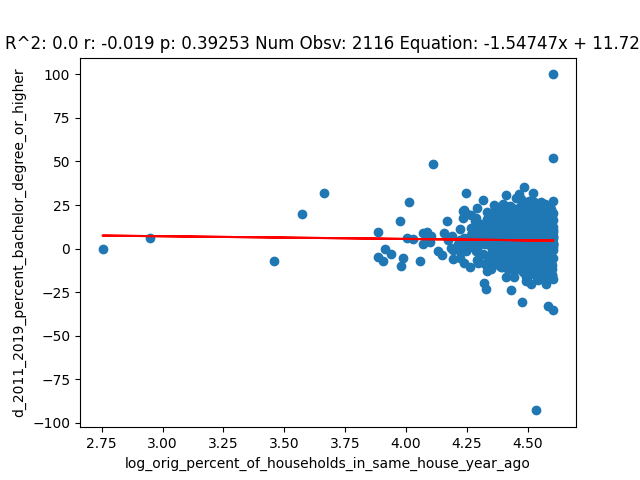 R^2: 0.0 r: -0.019 p: 0.39253 Num Obsv: 2116 Equation: -1.54747x + 11.72
d_2011_2019_percent_bachelor_degree_or_higher
100
75
50
25
0
−25
−50
−75
−100
2.75 3.00 3.25 3.50 3.75 4.00 4.25 4.50
log_orig_percent_of_households_in_same_house_year_ago